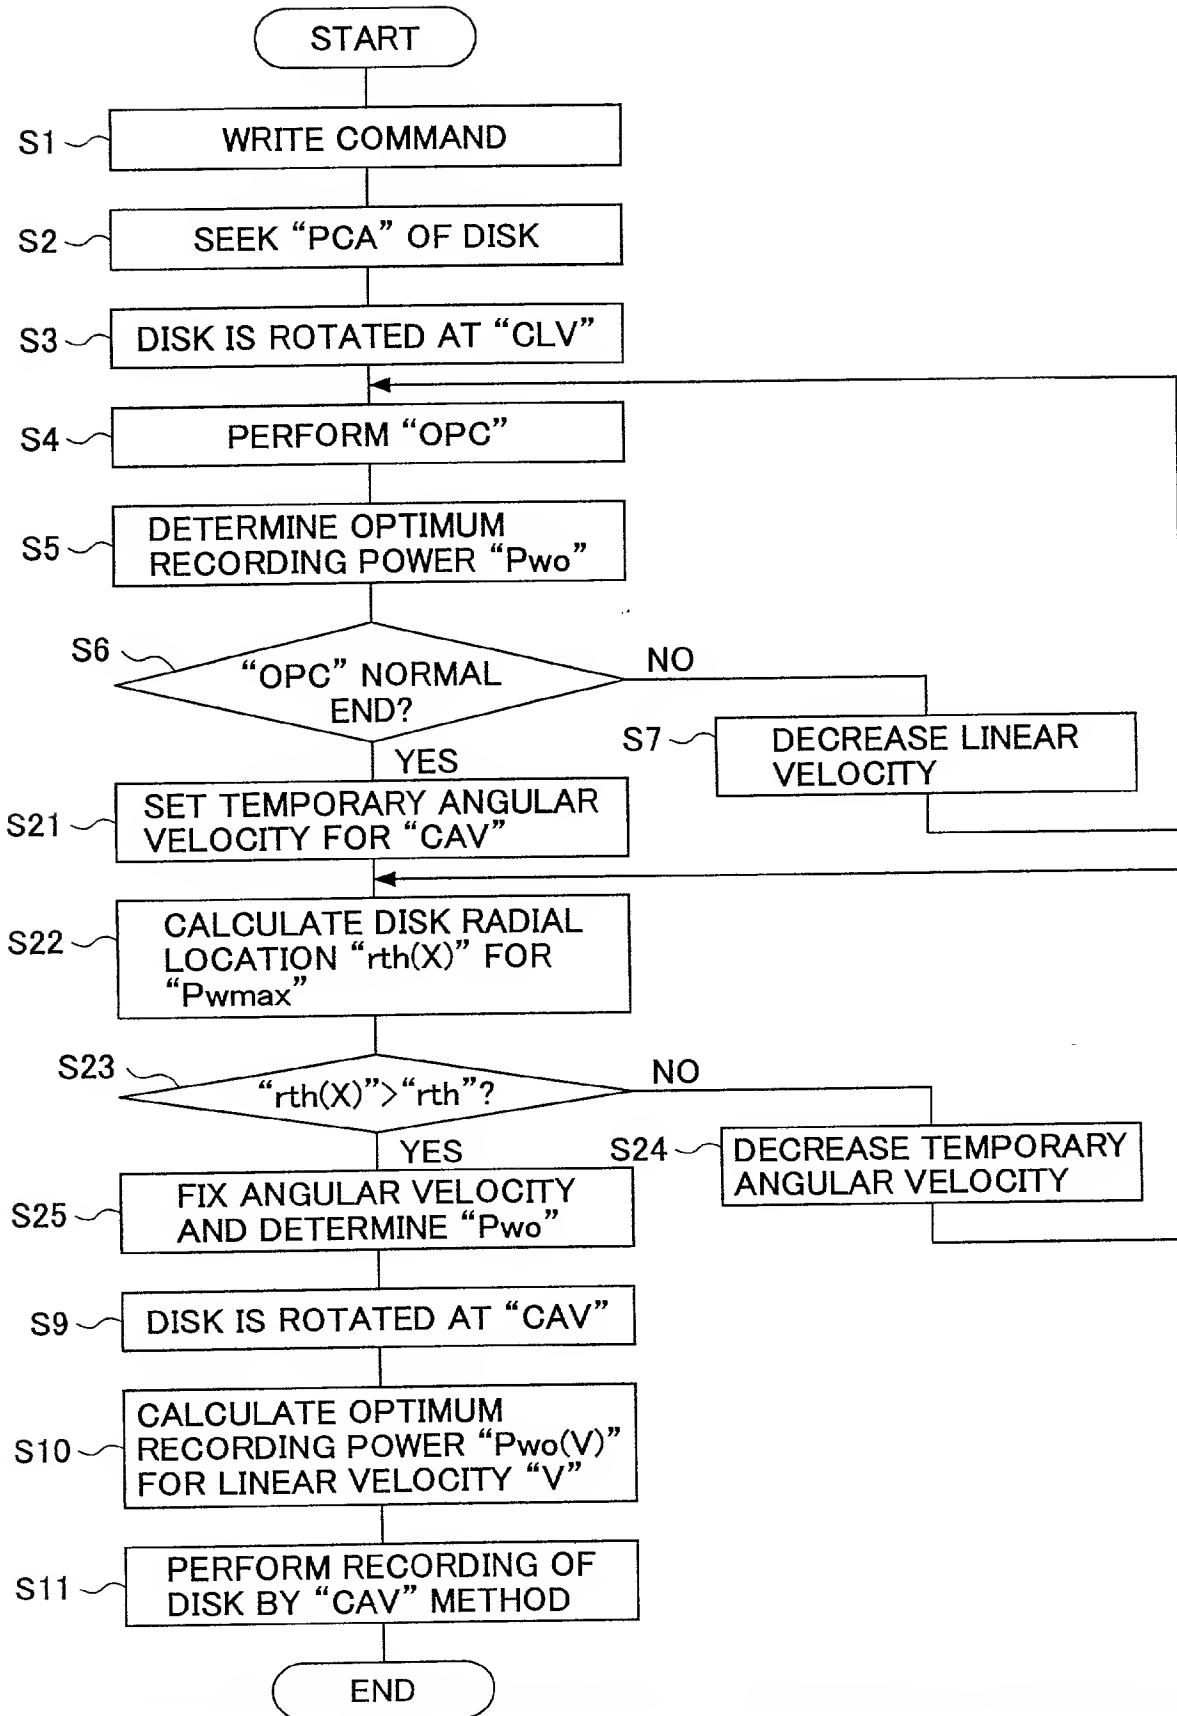 START
S1
WRITE COMMAND
S2
SEEK “PCA” OF DISK
S3
DISK IS ROTATED AT “CLV”
S4
PERFORM “OPC”
S5
DETERMINE OPTIMUM
RECORDING POWER “Pwo”
S6
“OPC” NORMAL
END?
NO
YES
S7
DECREASE LINEAR
VELOCITY
S21
SET TEMPORARY ANGULAR
VELOCITY FOR “CAV”
S22
CALCULATE DISK RADIAL
LOCATION “rth(X)” FOR
“Pwmax”
S23
“rth(X)”>“rth”?
NO
YES
S24
DECREASE TEMPORARY
ANGULAR VELOCITY
S25
FIX ANGULAR VELOCITY
AND DETERMINE “Pwo”
S9
DISK IS ROTATED AT “CAV”
S10
CALCULATE OPTIMUM
RECORDING POWER “Pwo(V)”
FOR LINEAR VELOCITY “V”
S11
PERFORM RECORDING OF
DISK BY “CAV” METHOD
END